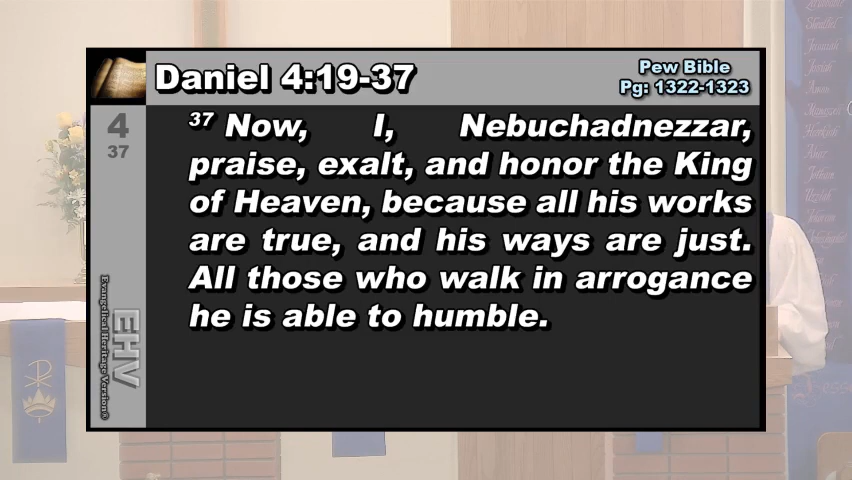 Daniel 4:19-37
Pew Bible
Pg: 1322-1323
4
37
37 Now, I, Nebuchadnezzar,
praise, exalt, and honor the King
of Heaven, because all his works
are true, and his ways are just.
All those who walk in arrogance
he is able to humble.
EHV
Evangelical Heritage Version®